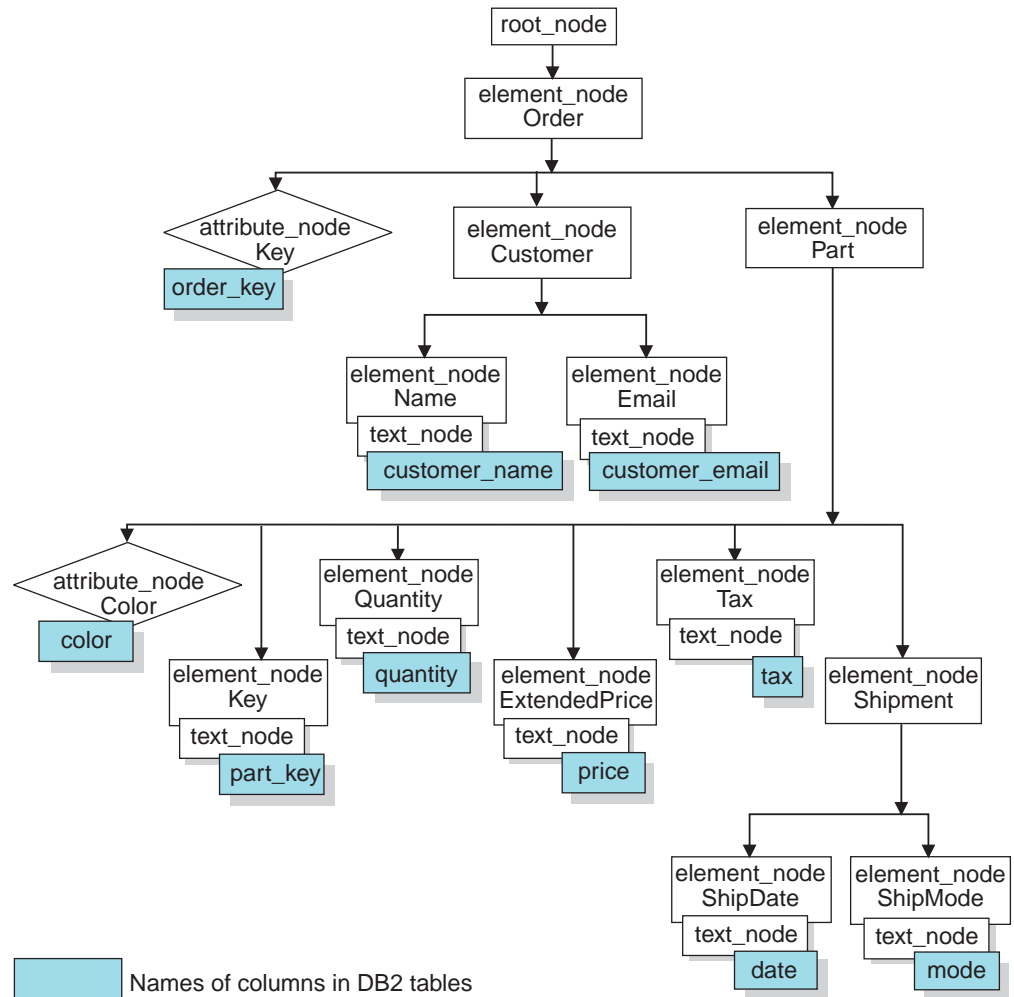 root_node
element_node
Order
attribute_node
Key
order_key
element_node
Customer
element_node
Part
element_node
Name
text_node
customer_name
element_node
Email
text_node
customer_email
attribute_node
Color
color
element_node
Key
text_node
part_key
element_node
Quantity
text_node
quantity
element_node
ExtendedPrice
text_node
price
element_node
Tax
text_node
tax
element_node
Shipment
element_node
ShipDate
text_node
date
element_node
ShipMode
text_node
mode
Names of columns in DB2 tables